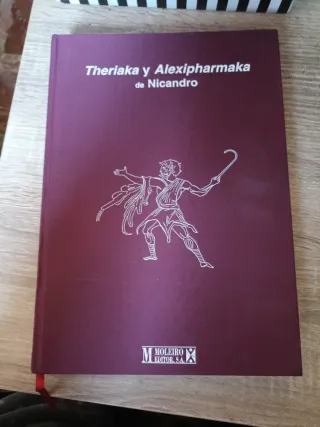 Theriaka y Alexipharmaka
de Nicandro
M MOLEIRO
EDITOR, S.A.